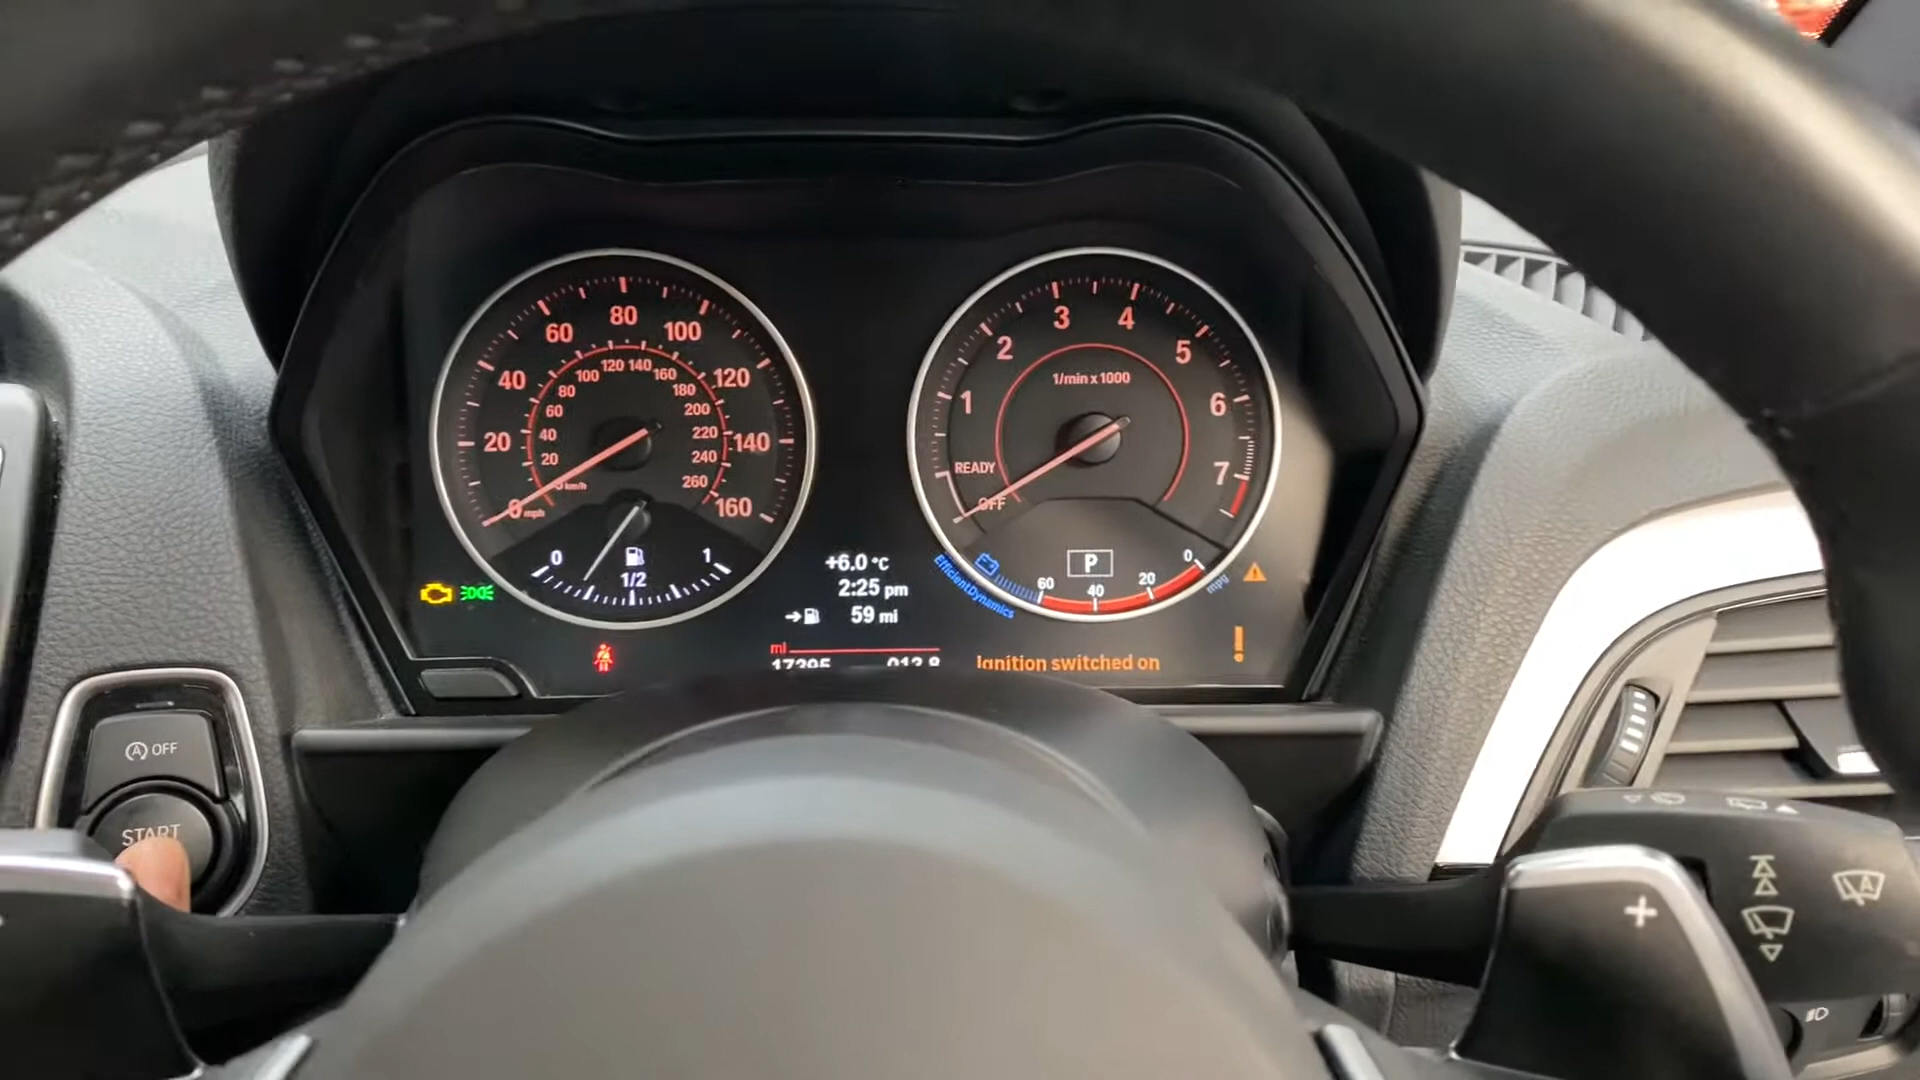 80
60 100
40 120
20 140
0 mph 160
120 140
100 160
80 180
60 200
40 220
20 240
km/h 260
0 1/2 1
3 4
2 5
1 6
7
1/min x 1000
READY
OFF
P
60 40 20 0
mpg
EfficientDynamics
+6.0 °C
2:25 pm
59 mi
mi
17395 013.8
Ignition switched on
A OFF
START
+
A